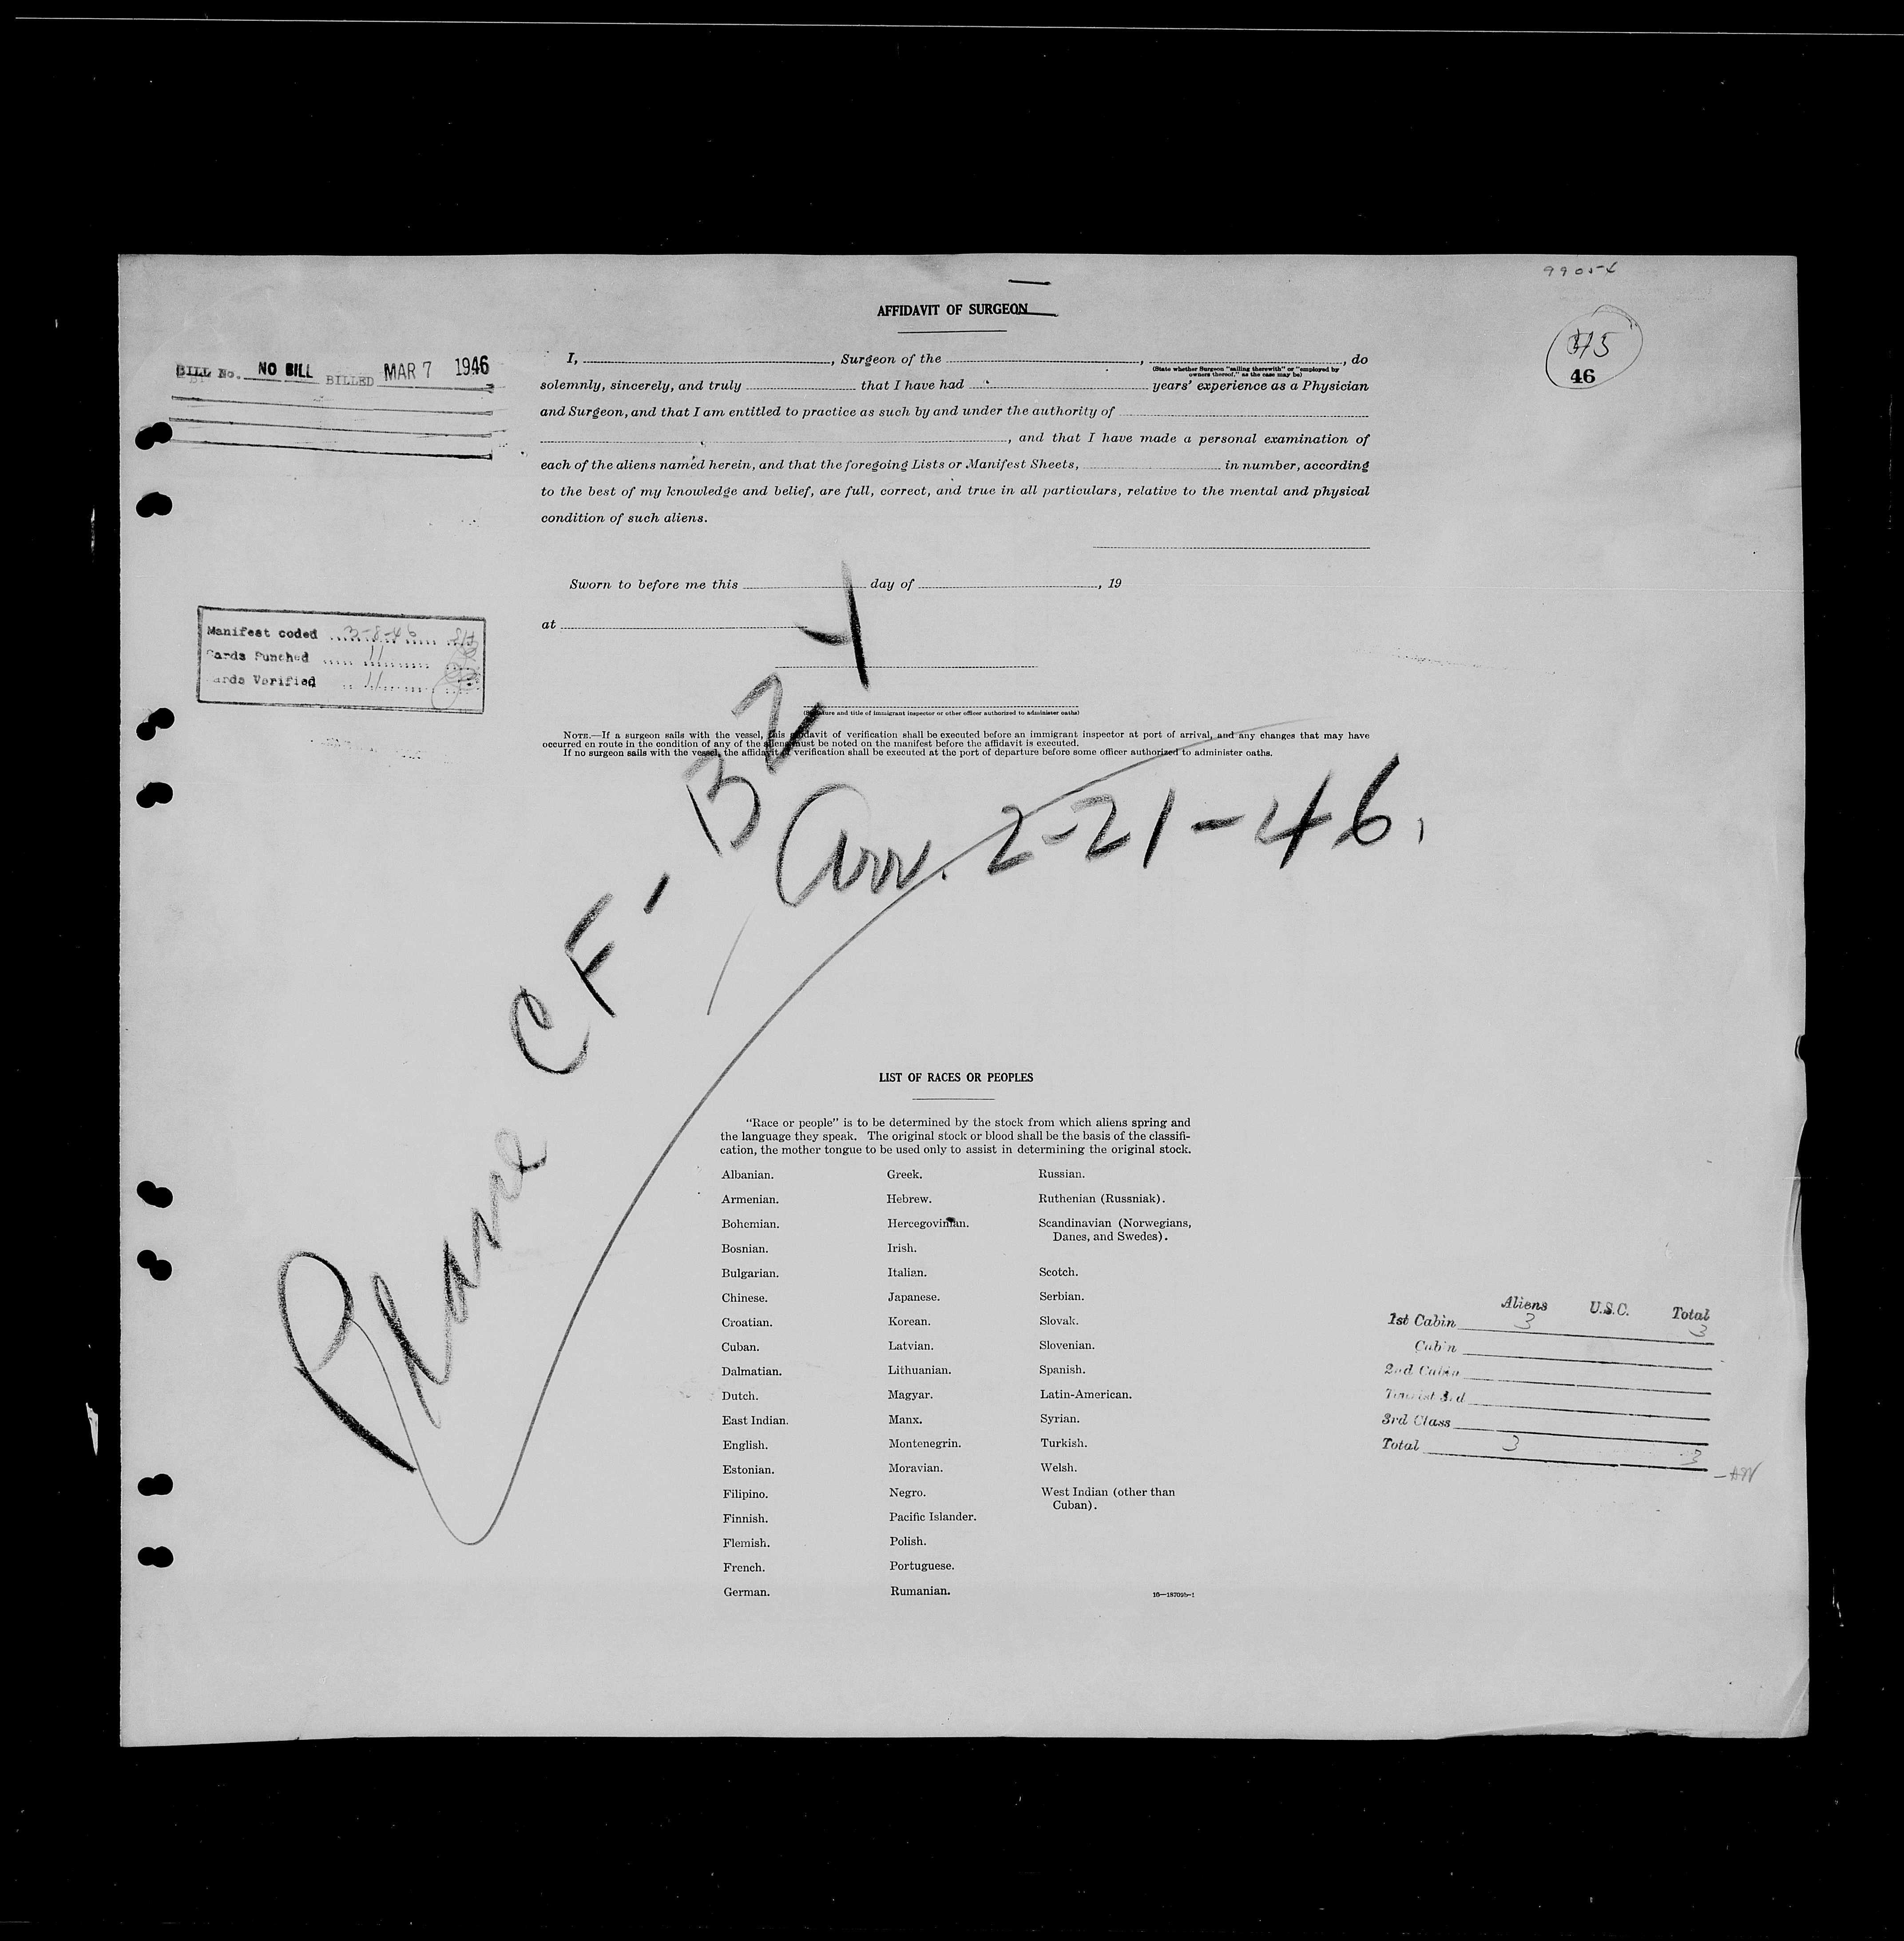 99054
AFFIDAVIT OF SURGEON
I, , Surgeon of the , , do
(State whether Surgeon "sailing therewith" or "employed by
owners thereof," as the case may be)
solemnly, sincerely, and truly that I have had years' experience as a Physician
and Surgeon, and that I am entitled to practice as such by and under the authority of
, and that I have made a personal examination of
each of the aliens named herein, and that the foregoing Lists or Manifest Sheets, in number, according
to the best of my knowledge and belief, are full, correct, and true in all particulars, relative to the mental and physical
condition of such aliens.
Sworn to before me this day of , 19
at
(Signature and title of immigrant inspector or other officer authorized to administer oaths)
NOTE.—If a surgeon sails with the vessel, this affidavit of verification shall be executed before an immigrant inspector at port of arrival, and any changes that may have
occurred en route in the condition of any of the aliens must be noted on the manifest before the affidavit is executed.
If no surgeon sails with the vessel, the affidavit of verification shall be executed at the port of departure before some officer authorized to administer oaths.
BILL No. NO BILL BILLED MAR 7 1946
46
Manifest coded 3-8-46
Cards Punched 11
ards Verified 11
Plane CF-BZY
Arr. 2-21-46.
LIST OF RACES OR PEOPLES
"Race or people" is to be determined by the stock from which aliens spring and
the language they speak. The original stock or blood shall be the basis of the classifi-
cation, the mother tongue to be used only to assist in determining the original stock.
Albanian.
Armenian.
Bohemian.
Bosnian.
Bulgarian.
Chinese.
Croatian.
Cuban.
Dalmatian.
Dutch.
East Indian.
English.
Estonian.
Filipino.
Finnish.
Flemish.
French.
German.
Greek.
Hebrew.
Hercegovinian.
Irish.
Italian.
Japanese.
Korean.
Latvian.
Lithuanian.
Magyar.
Manx.
Montenegrin.
Moravian.
Negro.
Pacific Islander.
Polish.
Portuguese.
Rumanian.
Russian.
Ruthenian (Russniak).
Scandinavian (Norwegians,
Danes, and Swedes).
Scotch.
Serbian.
Slovak.
Slovenian.
Spanish.
Latin-American.
Syrian.
Turkish.
Welsh.
West Indian (other than
Cuban).
Aliens U.S.C. Total
1st Cabin 3 3
Cabin
2nd Cabin
Tourist 3rd
3rd Class
Total 3 3